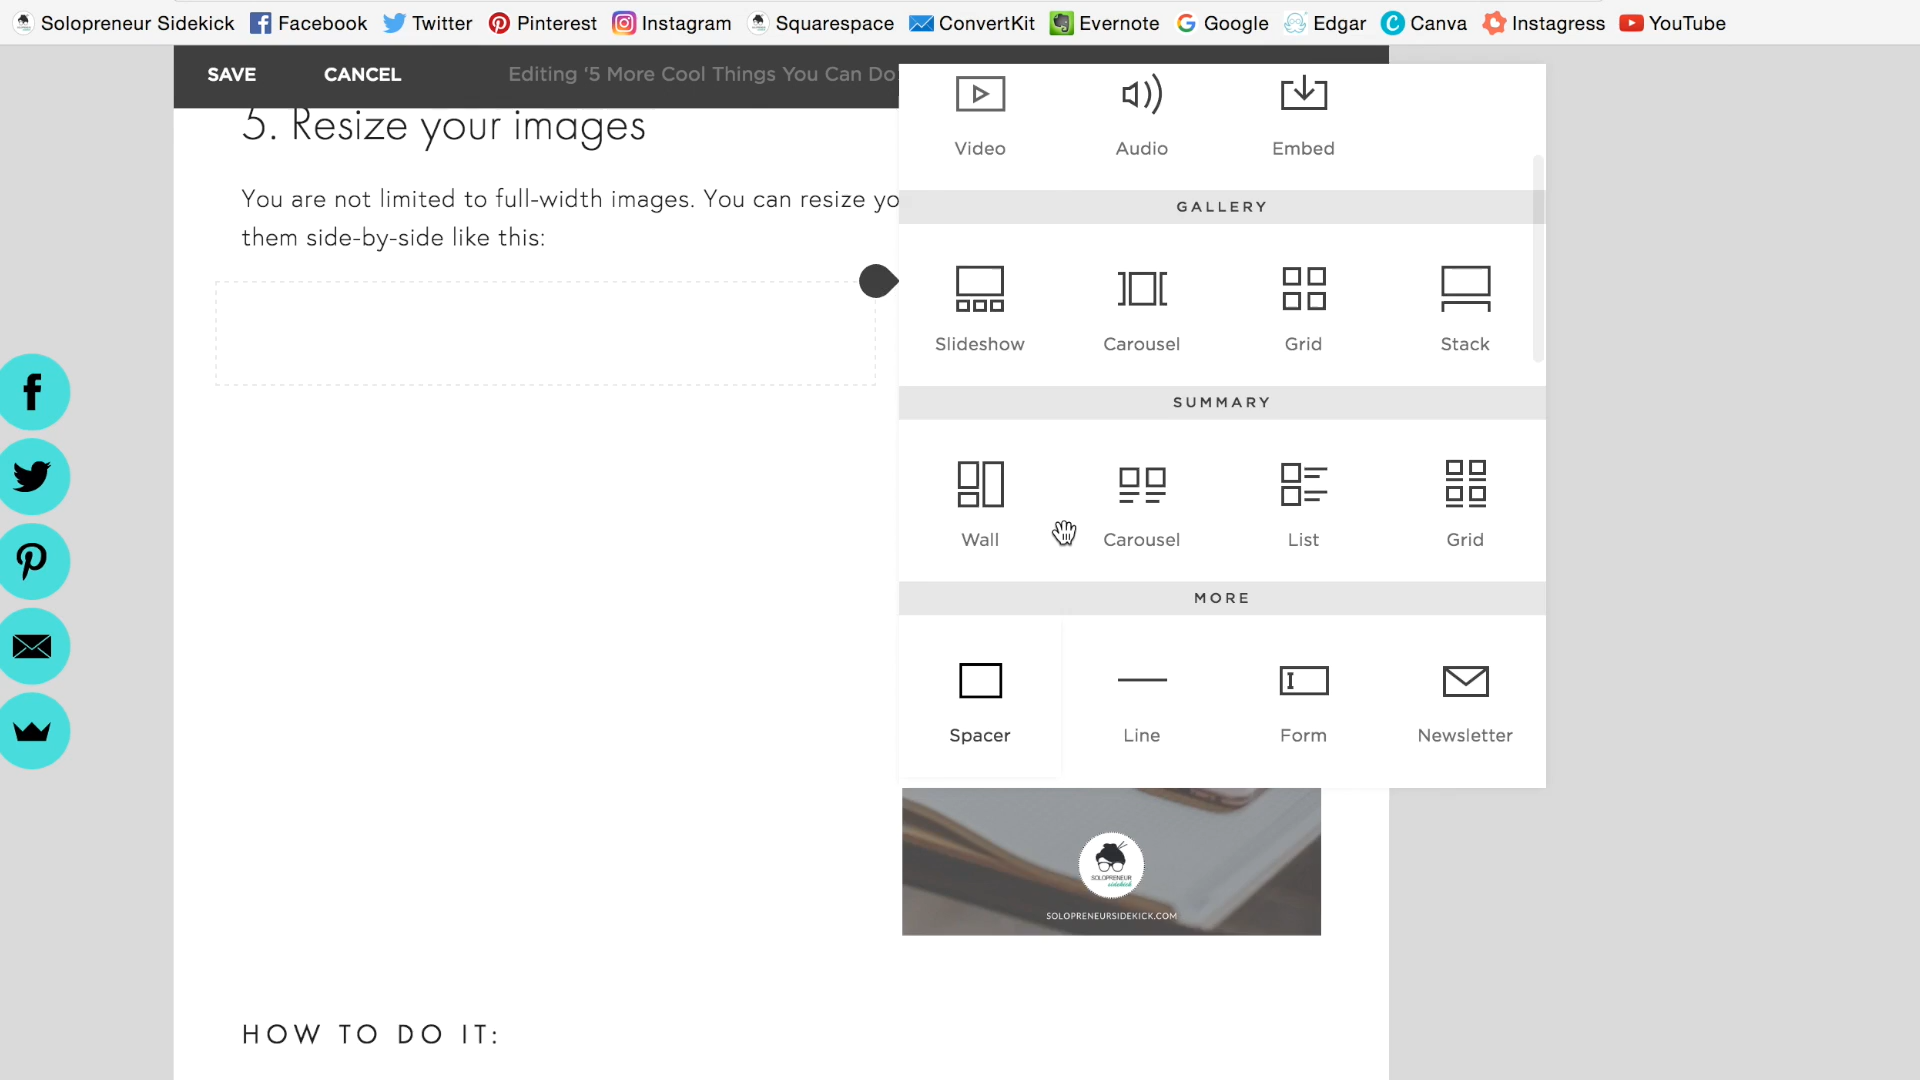 Solopreneur Sidekick Facebook Twitter Pinterest Instagram Squarespace ConvertKit Evernote Google Edgar Canva Instagress YouTube
SAVE CANCEL Editing '5 More Cool Things You Can Do
5. Resize your images
You are not limited to full-width images. You can resize yo
them side-by-side like this:
Video Audio Embed
GALLERY
Slideshow Carousel Grid Stack
SUMMARY
Wall Carousel List Grid
MORE
Spacer Line Form Newsletter
SOLOPRENEUR
sidekick
SOLOPRENEURSIDEKICK.COM
HOW TO DO IT: